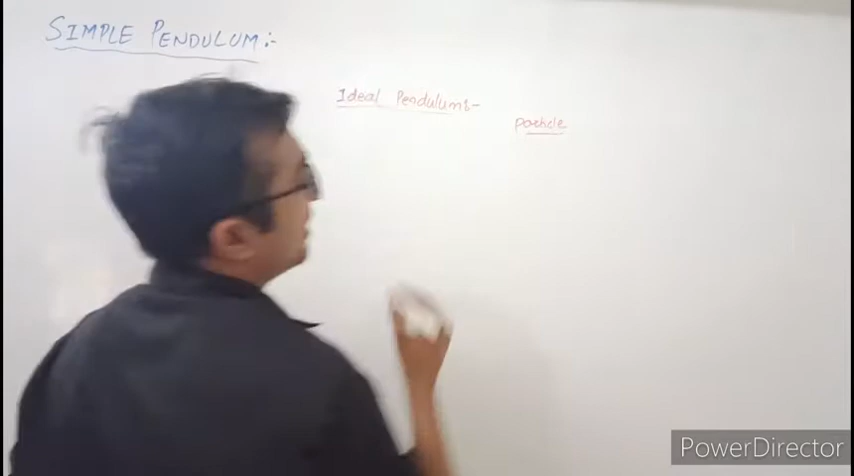 SIMPLE PENDULUM:-
Ideal Pendulum:-
Particle
PowerDirector